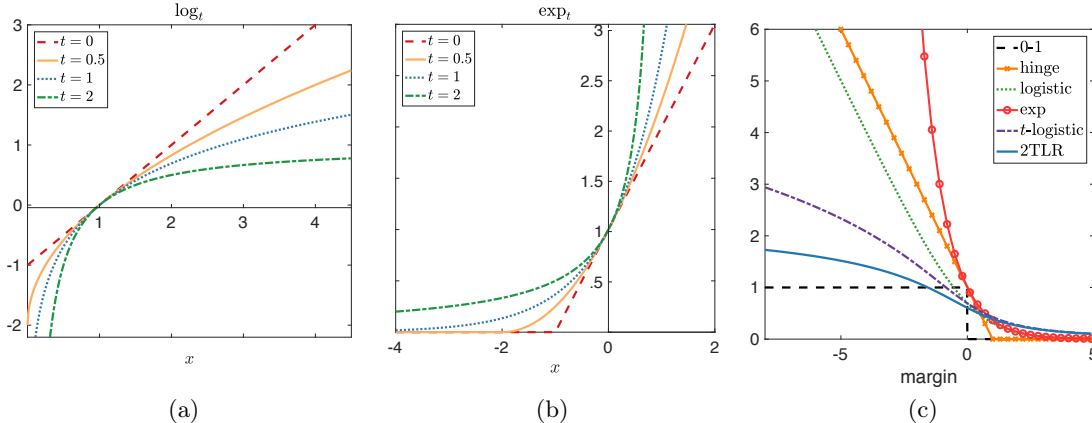 log_t
3
2
1
0
-1
-2
1
2
3
4
t = 0
t = 0.5
t = 1
t = 2
x
(a)
exp_t
3
2.5
2
1.5
1
.5
-4
-2
0
2
t = 0
t = 0.5
t = 1
t = 2
x
(b)
6
5
4
3
2
1
0
-5
0
5
0-1
hinge
logistic
exp
t-logistic
2TLR
margin
(c)